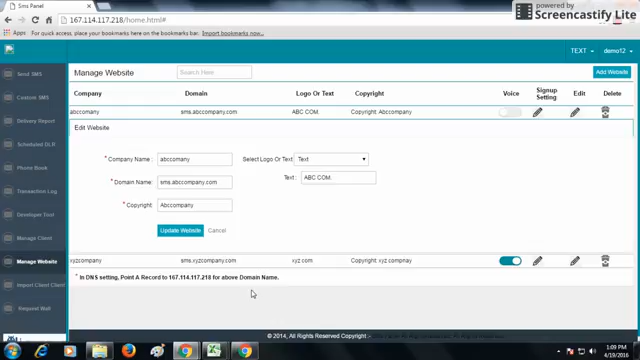 Sms Panel
powered by
Screencastify Lite
167.114.117.218/home.html#
Apps For quick access, place your bookmarks here on the bookmarks bar. Import bookmarks now...
TEXT demo12
Send SMS
Custom SMS
Delivery Report
Scheduled DLR
Phone Book
Transaction Log
Developer Tool
Manage Client
Manage Website
Import Client Client
Request Wall
Manage Website Search Here Add Website
Company Domain Logo Or Text Copyright Voice Signup Setting Edit Delete
abccompany sms.abccompany.com ABC COM. Copyright: Abccompany
Edit Website
* Company Name : abccomany Select Logo Or Text Text
* Domain Name: sms.abccompany.com Text : ABC COM.
* Copyright: Abccompany
Update Website Cancel
xyzcompany sms.xyzcompany.com xyz com Copyright: xyz compnay
* In DNS setting, Point A Record to 167.114.117.218 for above Domain Name.
© 2014, All Rights Reserved Copyright:-
1:09 PM
4/19/2016